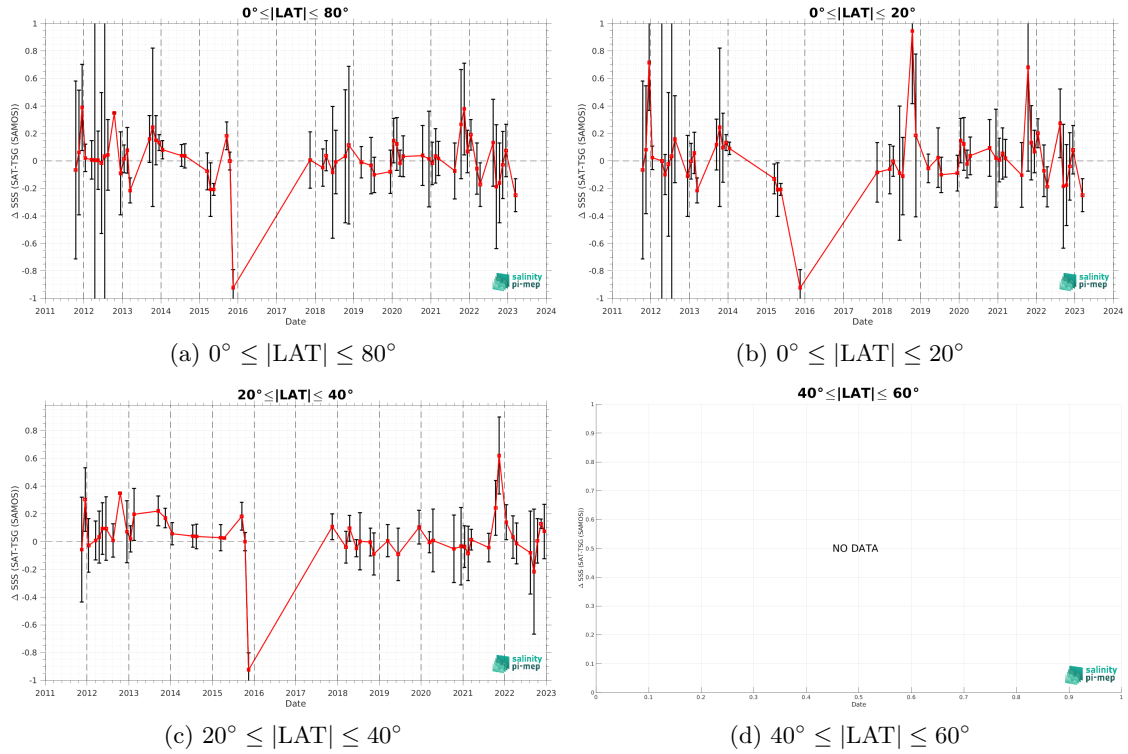 0°≤|LAT|≤ 80°
Δ SSS (SAT-TSG (SAMOS))
1
0.8
0.6
0.4
0.2
0
-0.2
-0.4
-0.6
-0.8
-1
2011 2012 2013 2014 2015 2016 2017 2018 2019 2020 2021 2022 2023 2024
Date
salinity
pi-mep
(a) 0° ≤ |LAT| ≤ 80°
0°≤|LAT|≤ 20°
Δ SSS (SAT-TSG (SAMOS))
1
0.8
0.6
0.4
0.2
0
-0.2
-0.4
-0.6
-0.8
-1
2011 2012 2013 2014 2015 2016 2017 2018 2019 2020 2021 2022 2023 2024
Date
salinity
pi-mep
(b) 0° ≤ |LAT| ≤ 20°
20°≤|LAT|≤ 40°
Δ SSS (SAT-TSG (SAMOS))
0.8
0.6
0.4
0.2
0
-0.2
-0.4
-0.6
-0.8
-1
2011 2012 2013 2014 2015 2016 2017 2018 2019 2020 2021 2022 2023
Date
salinity
pi-mep
(c) 20° ≤ |LAT| ≤ 40°
40°≤|LAT|≤ 60°
Δ SSS (SAT-TSG (SAMOS))
1
0.9
0.8
0.7
0.6
0.5
0.4
0.3
0.2
0.1
0
NO DATA
0 0.1 0.2 0.3 0.4 0.5 0.6 0.7 0.8 0.9 1
Date
salinity
pi-mep
(d) 40° ≤ |LAT| ≤ 60°